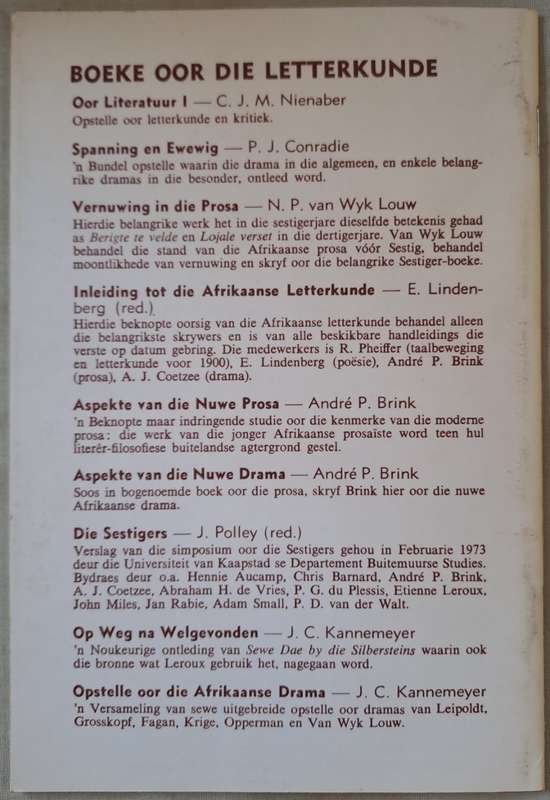 BOEKE OOR DIE LETTERKUNDE
Oor Literatuur I — C. J. M. Nienaber
Opstelle oor letterkunde en kritiek.
Spanning en Ewewig — P. J. Conradie
'n Bundel opstelle waarin die drama in die algemeen, en enkele belang-
rike dramas in die besonder, ontleed word.
Vernuwing in die Prosa — N. P. van Wyk Louw
Hierdie belangrike werk het in die sestigerjare dieselfde betekenis gehad
as Berigte te velde en Lojale verset in die dertigerjare. Van Wyk Louw
behandel die stand van die Afrikaanse prosa vóór Sestig, behandel
moontlikhede van vernuwing en skryf oor die belangrike Sestiger-boeke.
Inleiding tot die Afrikaanse Letterkunde — E. Linden-
berg (red.)
Hierdie beknopte oorsig van die Afrikaanse letterkunde behandel alleen
die belangrikste skrywers en is van alle beskikbare handleidings die
verste op datum gebring. Die medewerkers is R. Pheiffer (taalbeweging
en letterkunde voor 1900), E. Lindenberg (poësie), André P. Brink
(prosa), A. J. Coetzee (drama).
Aspekte van die Nuwe Prosa — André P. Brink
'n Beknopte maar indringende studie oor die kenmerke van die moderne
prosa: die werk van die jonger Afrikaanse prosaïste word teen hul
literêr-filosofiese buitelandse agtergrond gestel.
Aspekte van die Nuwe Drama — André P. Brink
Soos in bogenoemde boek oor die prosa, skryf Brink hier oor die nuwe
Afrikaanse drama.
Die Sestigers — J. Polley (red.)
Verslag van die simposium oor die Sestigers gehou in Februarie 1973
deur die Universiteit van Kaapstad se Departement Buitemuurse Studies.
Bydraes deur o.a. Hennie Aucamp, Chris Barnard, André P. Brink,
A. J. Coetzee, Abraham H. de Vries, P. G. du Plessis, Etienne Leroux,
John Miles, Jan Rabie, Adam Small, P. D. van der Walt.
Op Weg na Welgevonden — J. C. Kannemeyer
'n Noukeurige ontleding van Sewe Dae by die Silbersteins waarin ook
die bronne wat Leroux gebruik het, nagegaan word.
Opstelle oor die Afrikaanse Drama — J. C. Kannemeyer
'n Versameling van sewe uitgebreide opstelle oor dramas van Leipoldt,
Grosskopf, Fagan, Krige, Opperman en Van Wyk Louw.